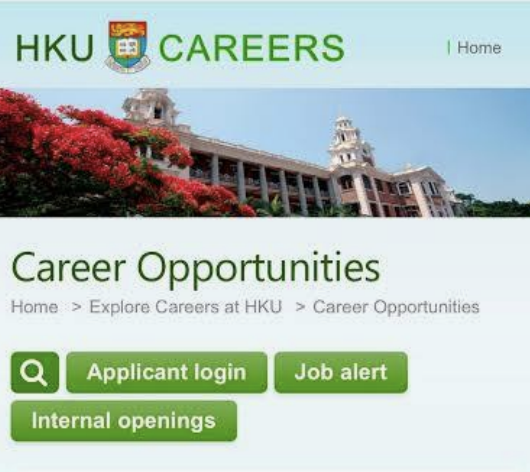 HKU CAREERS
| Home
Career Opportunities
Home > Explore Careers at HKU > Career Opportunities
Applicant login
Job alert
Internal openings